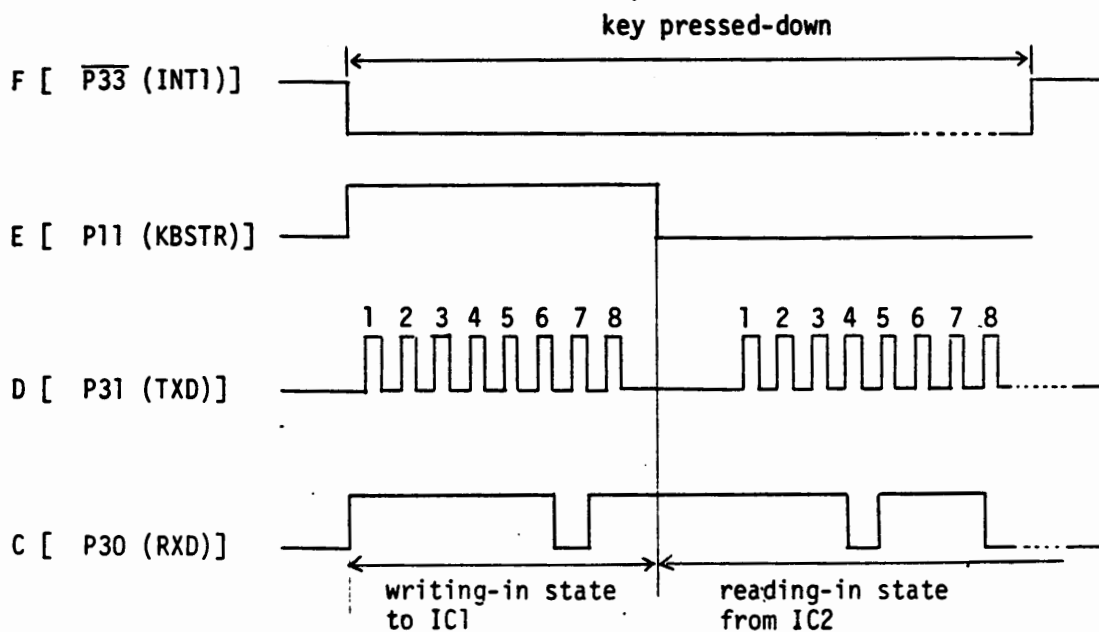 key pressed-down
F [ P33 (INT1)]
E [ P11 (KBSTR)]
1 2 3 4 5 6 7 8 1 2 3 4 5 6 7 8
D [ P31 (TXD)]
C [ P30 (RXD)]
writing-in state reading-in state
to IC1 from IC2